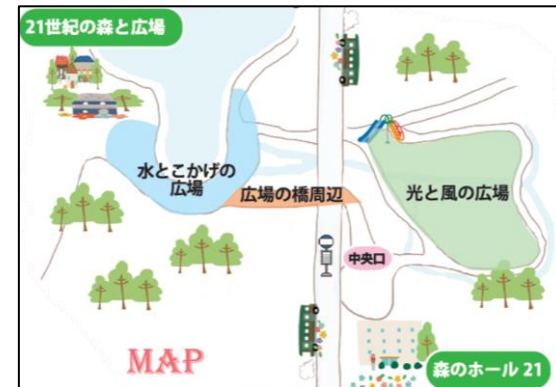 21世紀の森と広場
水とこかげの
広場
広場の橋周辺
光と風の広場
中央口
MAP
森のホール 21